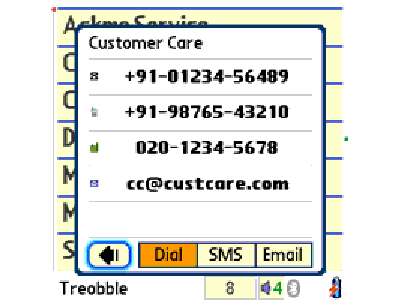 Ackme Service
Customer Care
+91-01234-56489
+91-98765-43210
020-1234-5678
cc@custcare.com
Dial SMS Email
Treobble 8 4